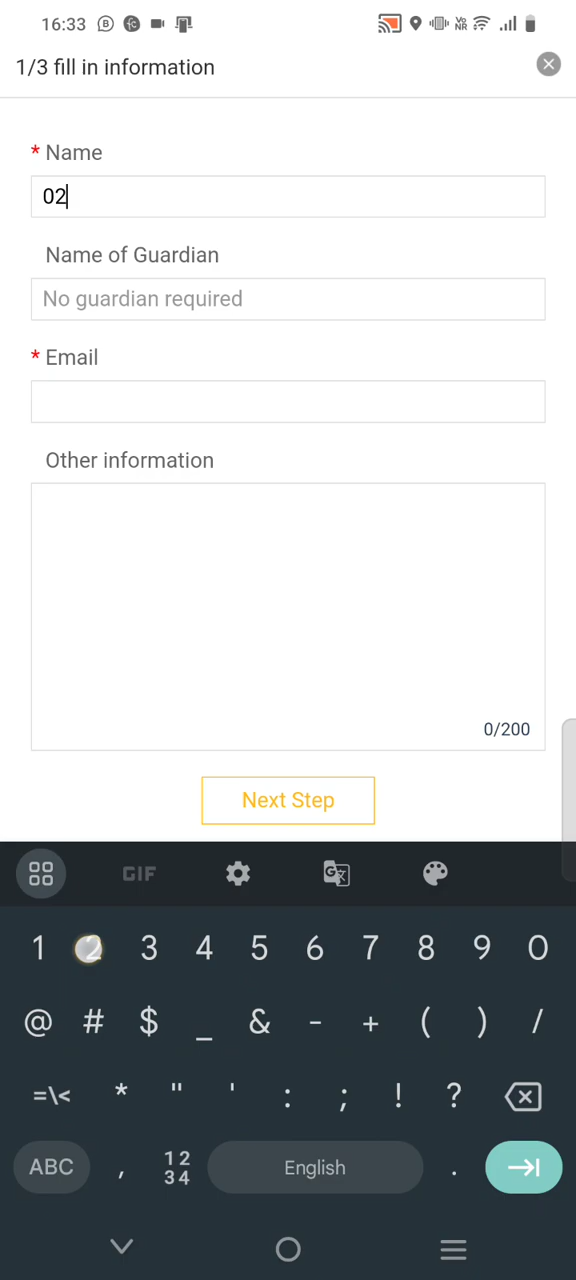 16:33
VoNR
1/3 fill in information
* Name
02
Name of Guardian
No guardian required
* Email
Other information
0/200
Next Step
GIF
1 2 3 4 5 6 7 8 9 0
@ # $ _ & - + ( ) /
=\< * " ' : ; ! ?
ABC , 12 34 English .